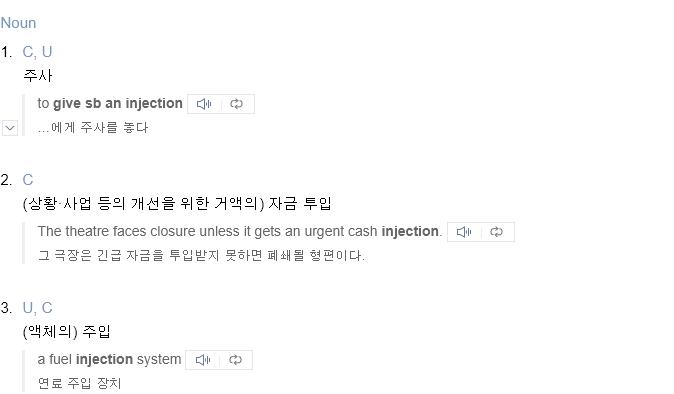 Noun
1. C, U
주사
to give sb an injection
…에게 주사를 놓다
2. C
(상황·사업 등의 개선을 위한 거액의) 자금 투입
The theatre faces closure unless it gets an urgent cash injection.
그 극장은 긴급 자금을 투입받지 못하면 폐쇄될 형편이다.
3. U, C
(액체의) 주입
a fuel injection system
연료 주입 장치